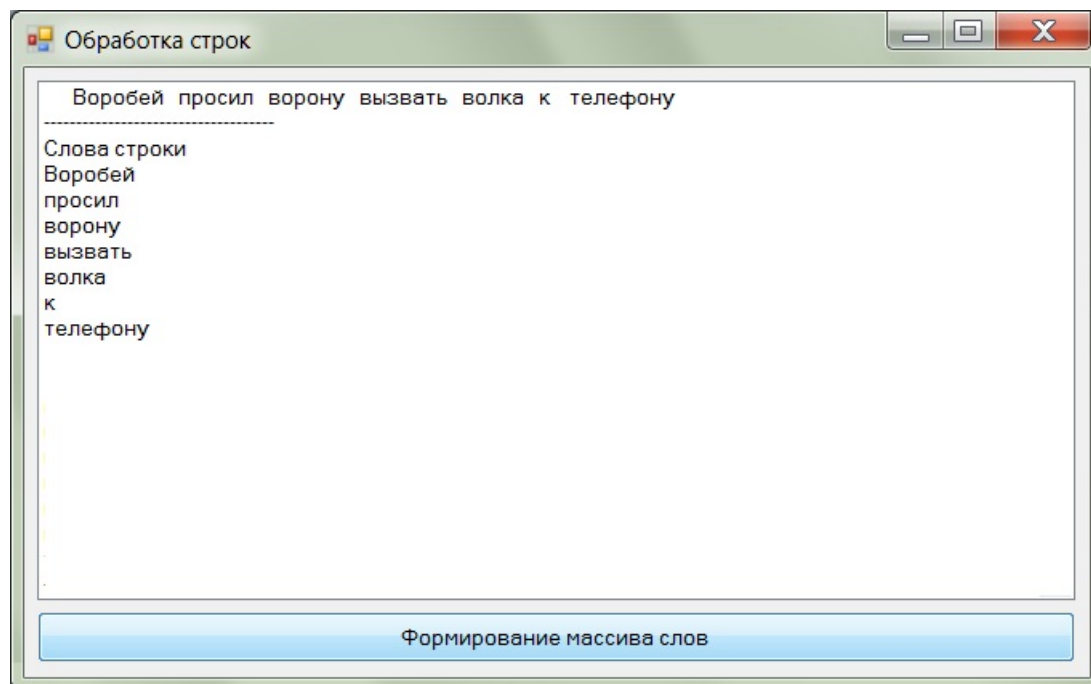 Обработка строк
Воробей просил ворону вызвать волка к телефону
-----------------------------------
Слова строки
Воробей
просил
ворону
вызвать
волка
к
телефону
Формирование массива слов